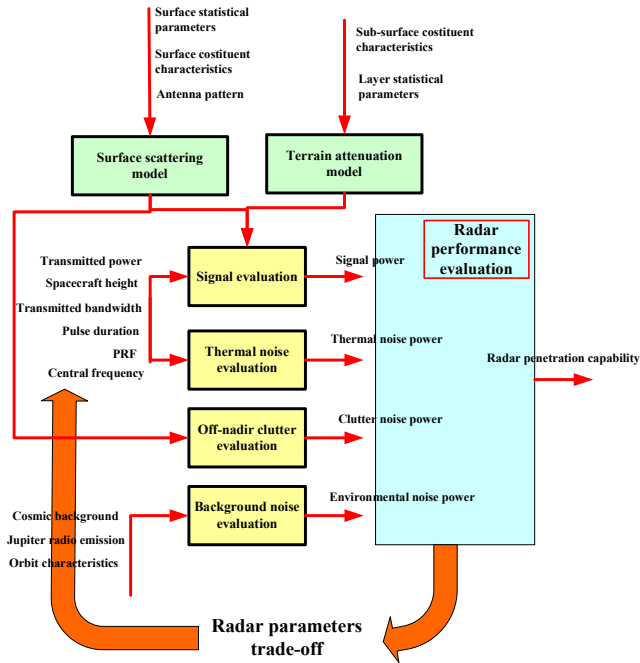 Surface statistical
parameters
Surface costituent
characteristics
Antenna pattern
Sub-surface costituent
characteristics
Layer statistical
parameters
Surface scattering
model
Terrain attenuation
model
Radar
performance
evaluation
Transmitted power
Spacecraft height
Transmitted bandwidth
Pulse duration
PRF
Central frequency
Signal evaluation
Signal power
Thermal noise
evaluation
Thermal noise power
Radar penetration capability
Off-nadir clutter
evaluation
Clutter noise power
Cosmic background
Jupiter radio emission
Orbit characteristics
Background noise
evaluation
Environmental noise power
Radar parameters
trade-off